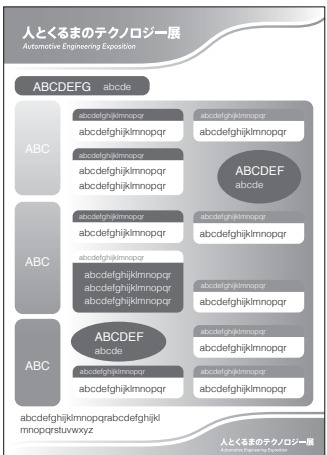 人とくるまのテクノロジー展
Automotive Engineering Exposition
ABCDEFG abcde
ABC
abcdefghijklmnopqr
abcdefghijklmnopqr
abcdefghijklmnopqr
abcdefghijklmnopqr
abcdefghijklmnopqr
abcdefghijklmnopqr
abcdefghijklmnopqr
ABCDEF
abcde
ABC
abcdefghijklmnopqr
abcdefghijklmnopqr
abcdefghijklmnopqr
abcdefghijklmnopqr
abcdefghijklmnopqr
abcdefghijklmnopqr
abcdefghijklmnopqr
abcdefghijklmnopqr
abcdefghijklmnopqr
abcdefghijklmnopqr
ABC
ABCDEF
abcde
abcdefghijklmnopqr
abcdefghijklmnopqr
abcdefghijklmnopqr
abcdefghijklmnopqr
abcdefghijklmnopqr
abcdefghijklmnopqr
abcdefghijklmnopqrabcdefghijkl
mnopqrstuvwxyz
人とくるまのテクノロジー展
Automotive Engineering Exposition